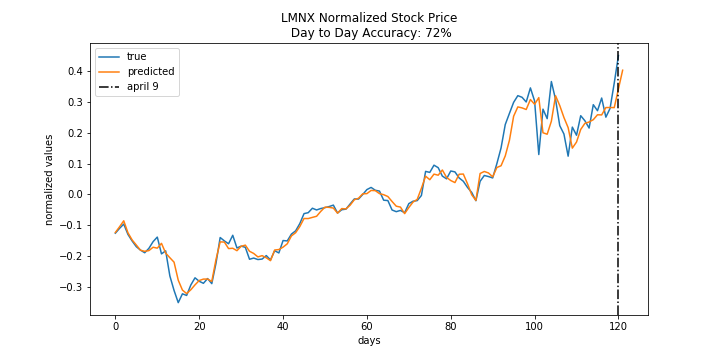 LMNX Normalized Stock Price
Day to Day Accuracy: 72%
true
predicted
april 9
normalized values
0.4
0.3
0.2
0.1
0.0
−0.1
−0.2
−0.3
0
20
40
60
80
100
120
days